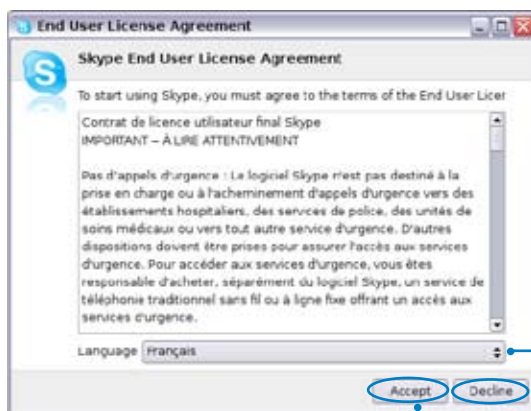 End User License Agreement
Skype End User License Agreement
To start using Skype, you must agree to the terms of the End User Licer
Contrat de licence utilisateur final Skype
IMPORTANT – À LIRE ATTENTIVEMENT
Pas d'appels d'urgence : Le logiciel Skype n'est pas destiné à la
prise en charge ou à l'acheminement d'appels d'urgence vers des
établissements hospitaliers, des services de police, des unités de
soins médicaux ou vers tout autre service d'urgence. D'autres
dispositions doivent être prises pour assurer l'accès aux services
d'urgence. Pour accéder aux services d'urgence, vous êtes
responsable d'acheter, séparément du logiciel Skype, un service de
téléphonie traditionnel sans fil ou à ligne fixe offrant un accès aux
services d'urgence.
Language Français
Accept Decline